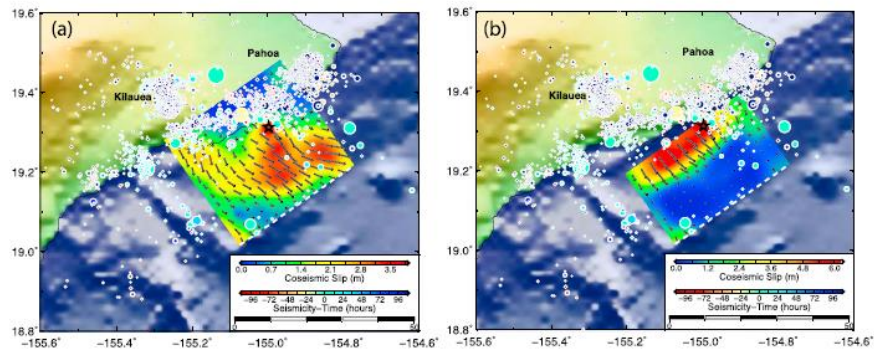 (a)
19.6°
19.4°
19.2°
19.0°
18.8°
Pahoa
Kilauea
0.0 0.7 1.4 2.1 2.8 3.5
Coseismic Slip (m)
-96 -72 -48 -24 0 24 48 72 96
Seismicity-Time (hours)
0 50
-155.6° -155.4° -155.2° -155.0° -154.8° -154.6°
(b)
19.6°
19.4°
19.2°
19.0°
18.8°
Pahoa
Kilauea
0.0 1.2 2.4 3.6 4.8 6.0
Coseismic Slip (m)
-96 -72 -48 -24 0 24 48 72 96
Seismicity-Time (hours)
0 50
-155.6° -155.4° -155.2° -155.0° -154.8° -154.6°